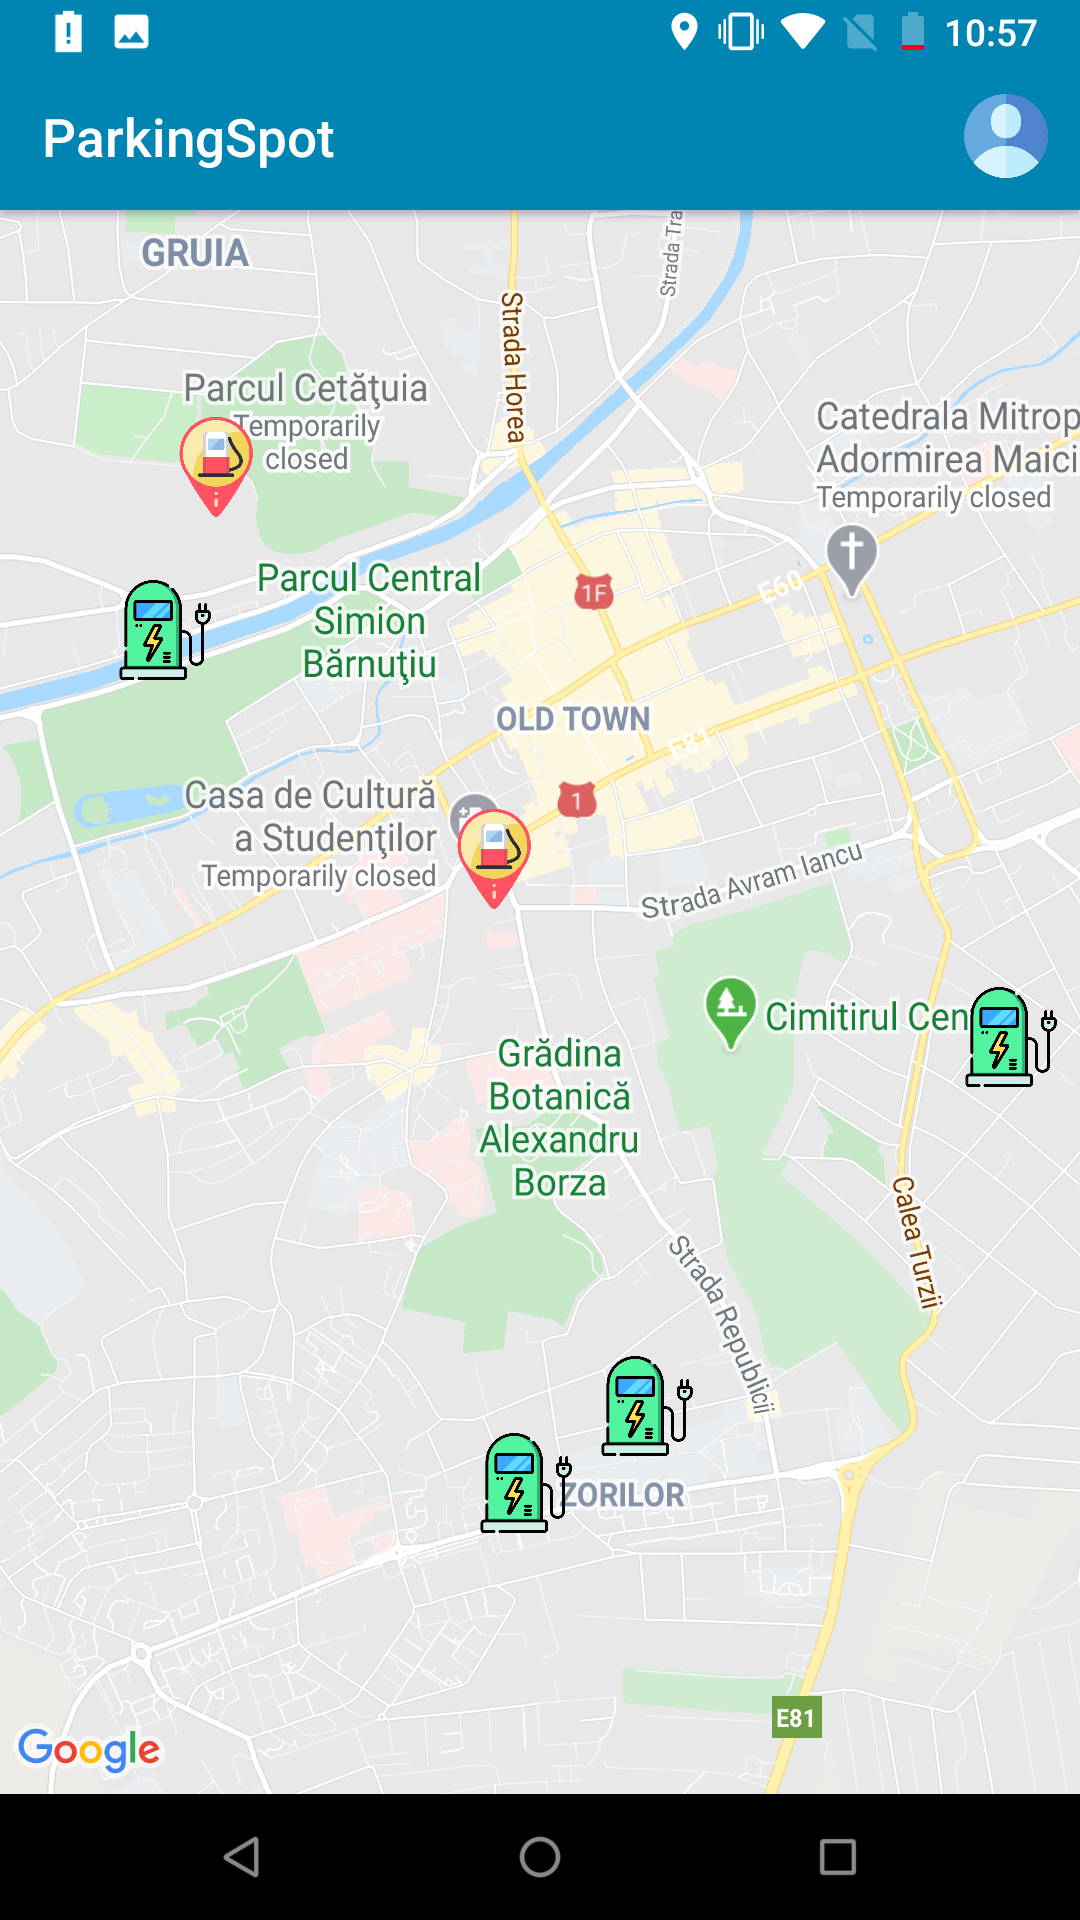 10:57
ParkingSpot
GRUIA
Strada Tra
Strada Horea
Parcul Cetăţuia
Temporarily
closed
Catedrala Mitrop
Adormirea Maici
Temporarily closed
Parcul Central
Simion
Bărnuţiu
1F
E60
OLD TOWN
E81
1
Casa de Cultură
a Studenţilor
Temporarily closed
Strada Avram Iancu
Cimitirul Cen
Grădina
Botanică
Alexandru
Borza
Calea Turzii
Strada Republicii
ZORILOR
E81
Google